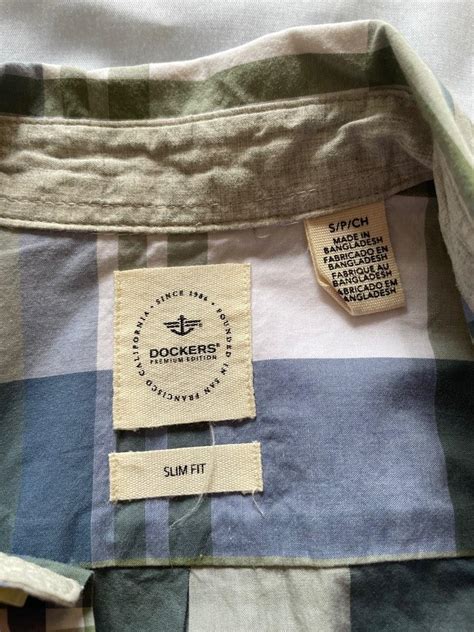 S/P/CH
MADE IN
BANGLADESH
FABRICADO EN
BANGLADESH
FABRIQUE AU
BANGLADESH
FABRICADO EM
BANGLADESH
CALIFORNIA • SINCE 1986 • FOUNDED IN SAN FRANCISCO
DOCKERS®
PREMIUM EDITION
SLIM FIT